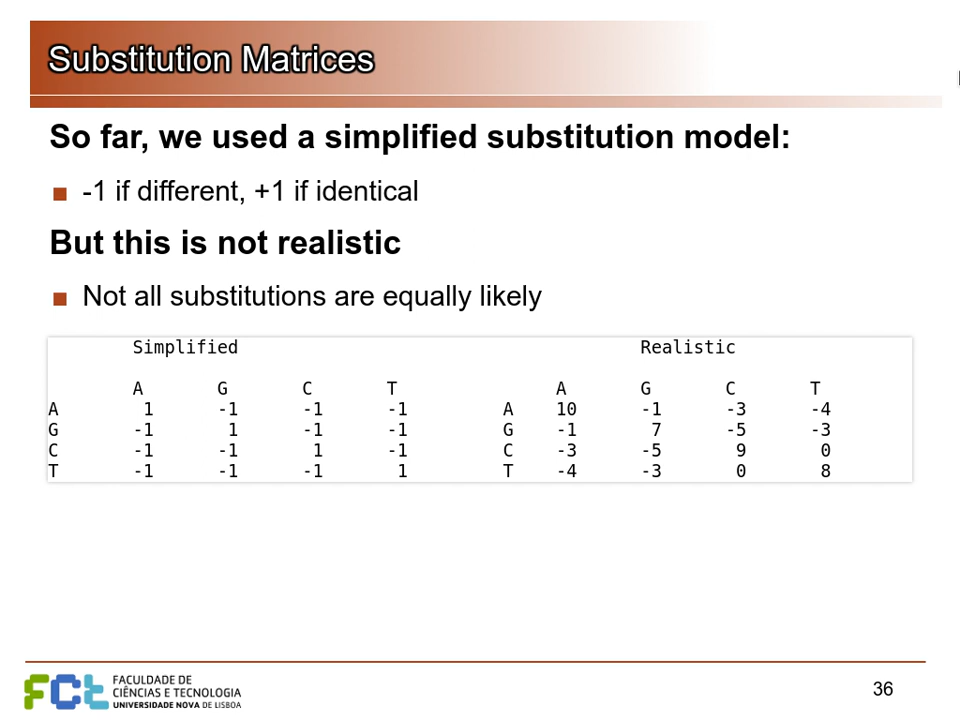 Substitution Matrices
So far, we used a simplified substitution model:
■ -1 if different, +1 if identical
But this is not realistic
■ Not all substitutions are equally likely
Simplified Realistic
A G C T A G C T
A 1 -1 -1 -1 A 10 -1 -3 -4
G -1 1 -1 -1 G -1 7 -5 -3
C -1 -1 1 -1 C -3 -5 9 0
T -1 -1 -1 1 T -4 -3 0 8
FCt FACULDADE DE
CIÊNCIAS E TECNOLOGIA
UNIVERSIDADE NOVA DE LISBOA
36